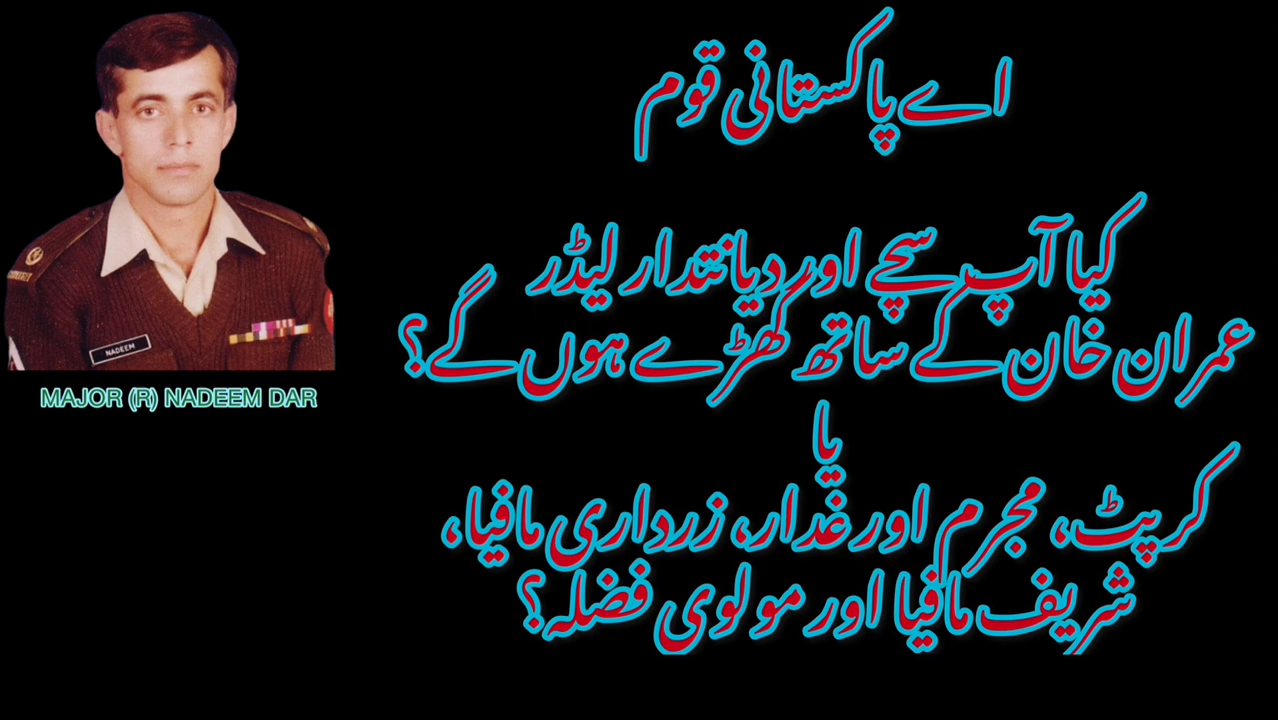 اے پاکستانی قوم
کیا آپ سچے اور دیانتدار لیڈر
عمران خان کے ساتھ کھڑے ہوں گے؟
یا
کرپٹ، مجرم اور غدار، زرداری مافیا،
شریف مافیا اور مولوی فضلہ؟
NADEEM
MAJOR (R) NADEEM DAR